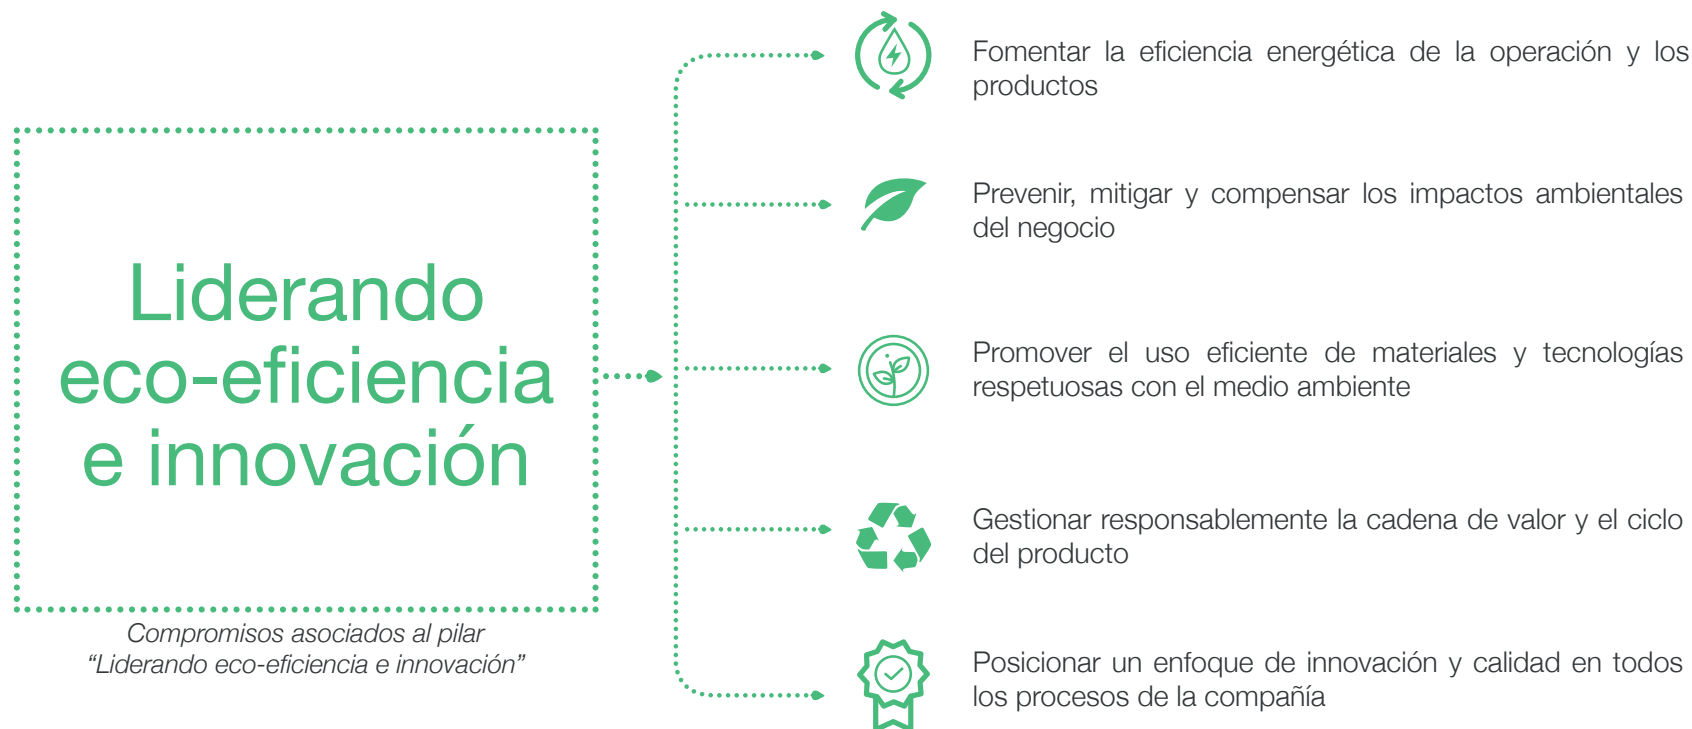 Liderando
eco-eficiencia
e innovación
Compromisos asociados al pilar
“Liderando eco-eficiencia e innovación”
Fomentar la eficiencia energética de la operación y los
productos
Prevenir, mitigar y compensar los impactos ambientales
del negocio
Promover el uso eficiente de materiales y tecnologías
respetuosas con el medio ambiente
Gestionar responsablemente la cadena de valor y el ciclo
del producto
Posicionar un enfoque de innovación y calidad en todos
los procesos de la compañía